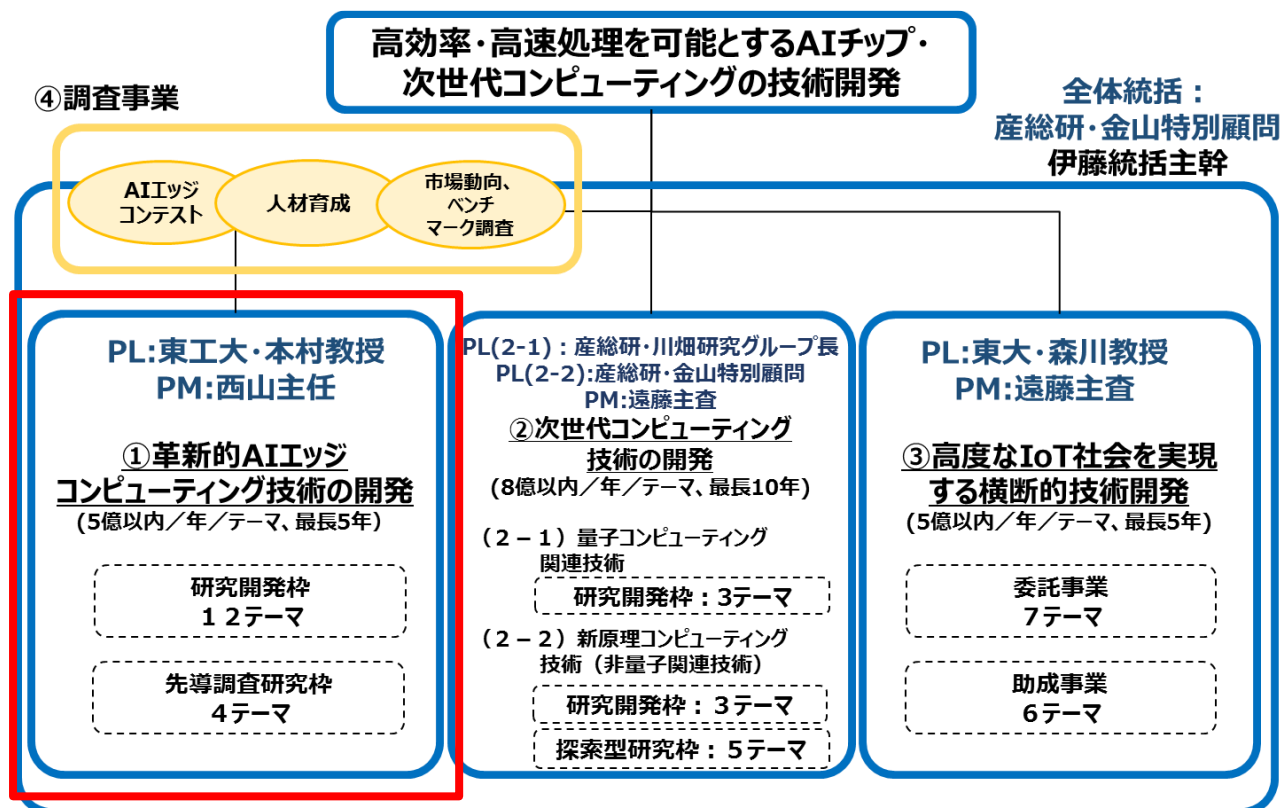 高効率・高速処理を可能とするAIチップ・
次世代コンピューティングの技術開発
④調査事業
全体統括：
産総研・金山特別顧問
伊藤統括主幹
AIエッジ
コンテスト
人材育成
市場動向、
ベンチ
マーク調査
PL:東工大・本村教授
PM:西山主任
①革新的AIエッジ
コンピューティング技術の開発
(5億以内／年／テーマ、最長5年)
研究開発枠
１２テーマ
先導調査研究枠
４テーマ
PL(2-1)：産総研・川畑研究グループ長
PL(2-2):産総研・金山特別顧問
PM:遠藤主査
②次世代コンピューティング
技術の開発
(8億以内／年／テーマ、最長10年)
（２－１）量子コンピューティング
関連技術
研究開発枠：3テーマ
（２－２）新原理コンピューティング
技術（非量子関連技術）
研究開発枠：３テーマ
探索型研究枠：５テーマ
PL:東大・森川教授
PM:遠藤主査
③高度なIoT社会を実現
する横断的技術開発
(5億以内／年／テーマ、最長5年)
委託事業
7テーマ
助成事業
6テーマ